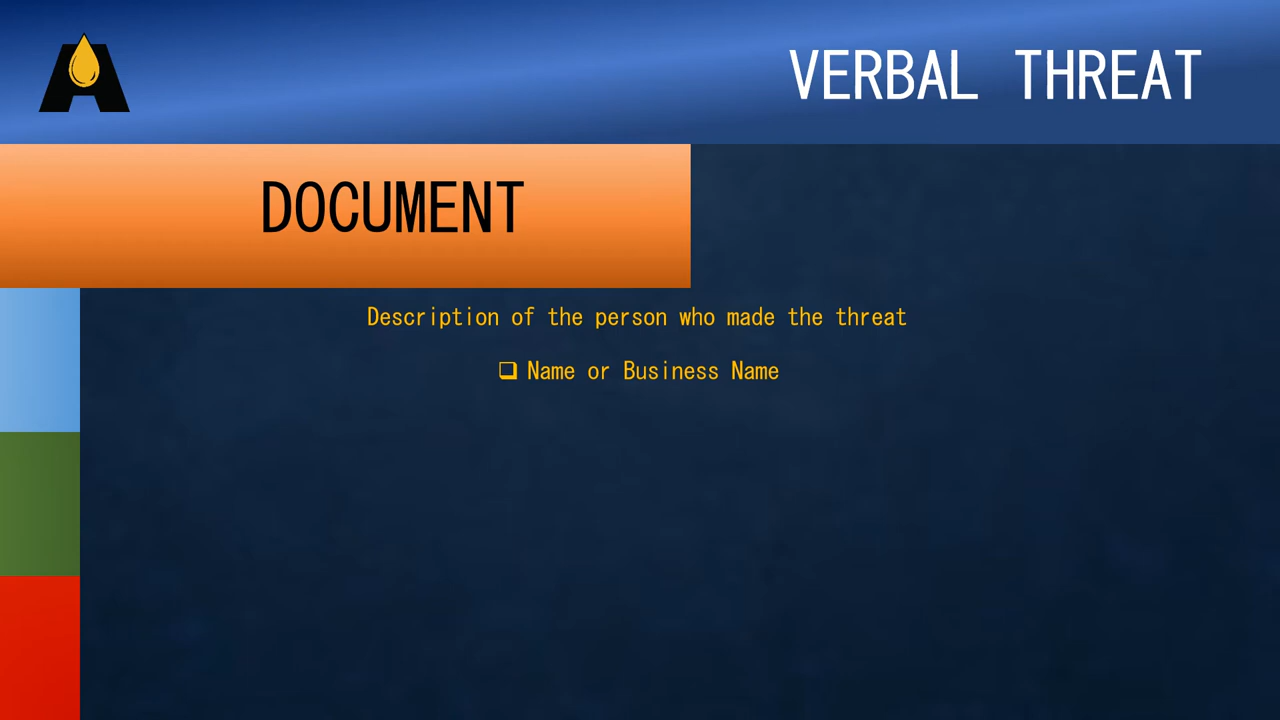 VERBAL THREAT
DOCUMENT
Description of the person who made the threat
❑ Name or Business Name